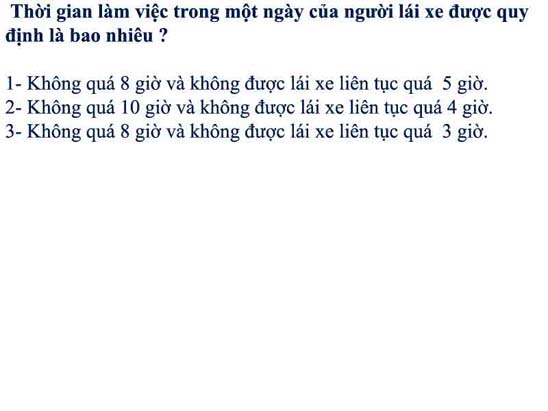 Thời gian làm việc trong một ngày của người lái xe được quy
định là bao nhiêu ?
1- Không quá 8 giờ và không được lái xe liên tục quá 5 giờ.
2- Không quá 10 giờ và không được lái xe liên tục quá 4 giờ.
3- Không quá 8 giờ và không được lái xe liên tục quá 3 giờ.